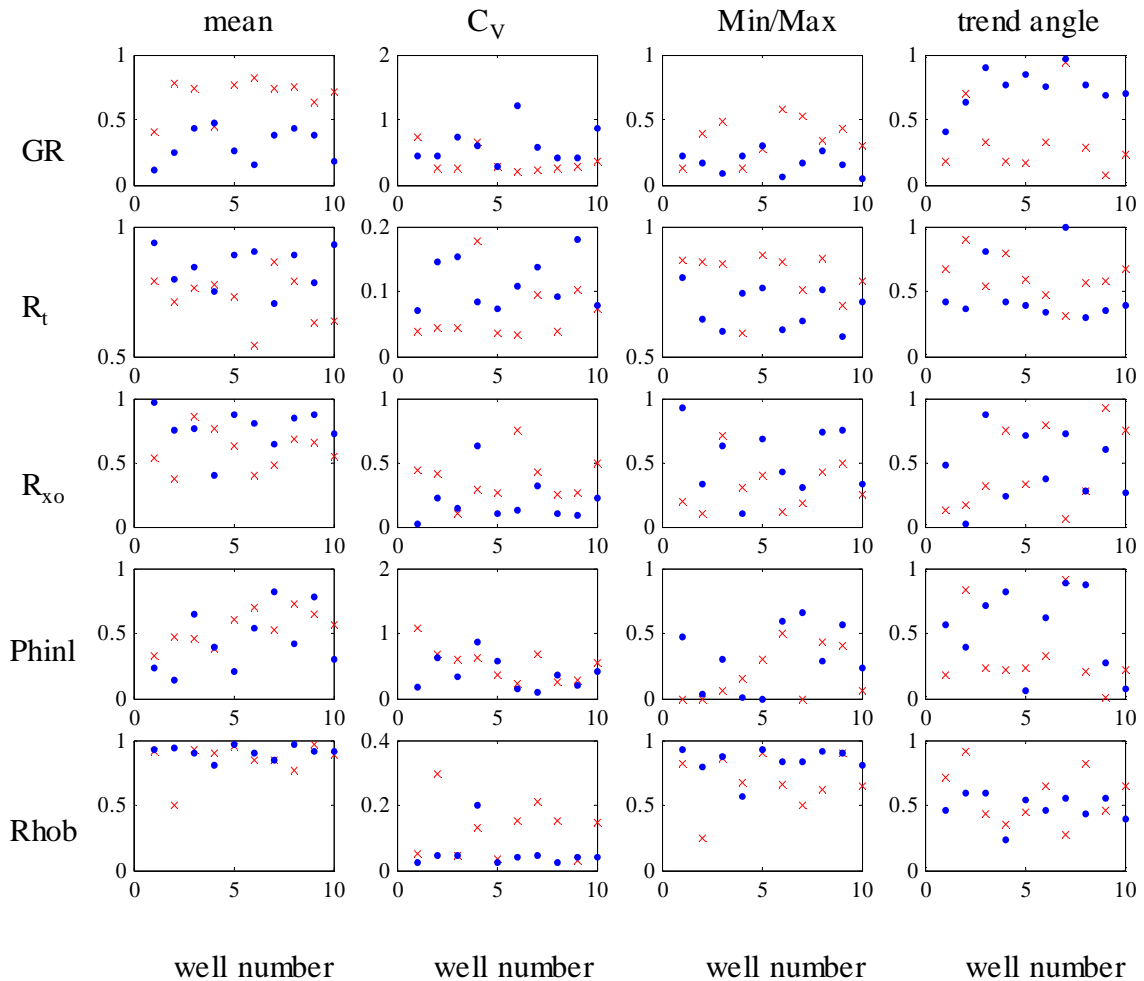 mean C_V Min/Max trend angle
1 2 1 1
0.5 1 0.5 0.5
GR
0 0 0 0
0 5 10 0 5 10 0 5 10 0 5 10
1 0.2 1 1
R_t 0.1 0.5
0.5 0 0.5 0
0 5 10 0 5 10 0 5 10 0 5 10
1 1 1 1
R_xo 0.5 0.5 0.5 0.5
0 0 0 0
0 5 10 0 5 10 0 5 10 0 5 10
1 2 1 1
Phinl 0.5 1 0.5 0.5
0 0 0 0
0 5 10 0 5 10 0 5 10 0 5 10
1 0.4 1 1
Rhob 0.5 0.2 0.5 0.5
0 0 0 0
0 5 10 0 5 10 0 5 10 0 5 10
well number well number well number well number